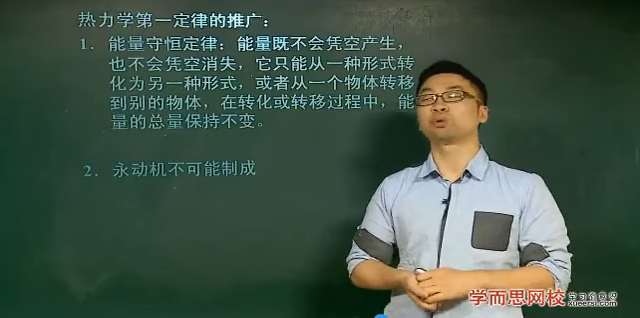 热力学第一定律的推广：
1．能量守恒定律：能量既不会凭空产生，
也不会凭空消失，它只能从一种形式转
化为另一种形式，或者从一个物体转移
到别的物体，在转化或转移过程中，能
量的总量保持不变。
2．永动机不可能制成
学而思网校
xueersi.com